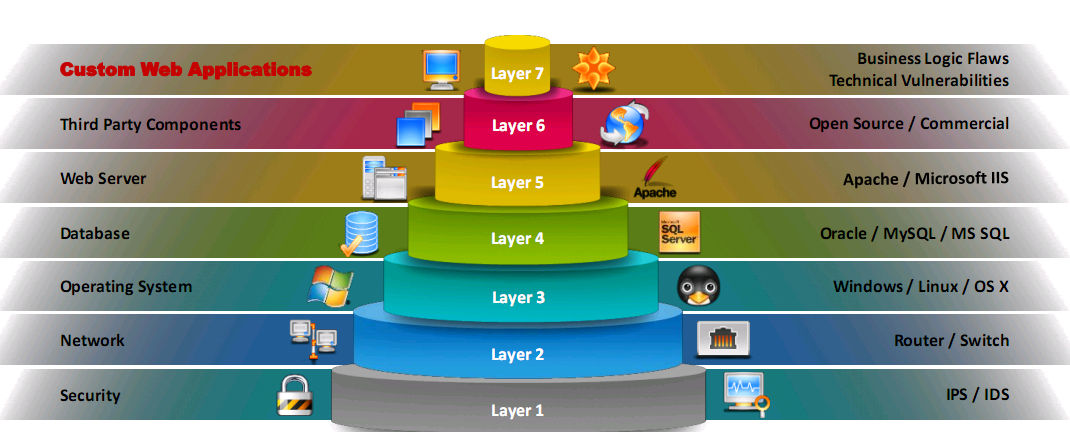 Custom Web Applications
Layer 7
Business Logic Flaws
Technical Vulnerabilities
Third Party Components
Layer 6
Open Source / Commercial
Web Server
Layer 5
Apache
Apache / Microsoft IIS
Database
Layer 4
Microsoft
SQL
Server
Oracle / MySQL / MS SQL
Operating System
Layer 3
Windows / Linux / OS X
Network
Layer 2
Router / Switch
Security
Layer 1
IPS / IDS